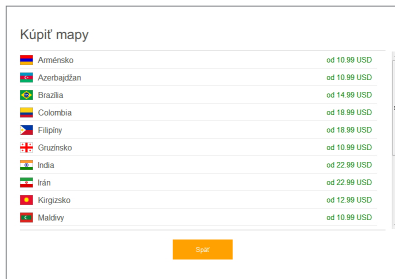 Kúpiť mapy
Arménsko od 10.99 USD
Azerbajdžan od 10.99 USD
Brazília od 14.99 USD
Colombia od 18.99 USD
Filipíny od 18.99 USD
Gruzínsko od 10.99 USD
India od 22.99 USD
Irán od 22.99 USD
Kirgizsko od 12.99 USD
Maldivy od 10.99 USD
Späť